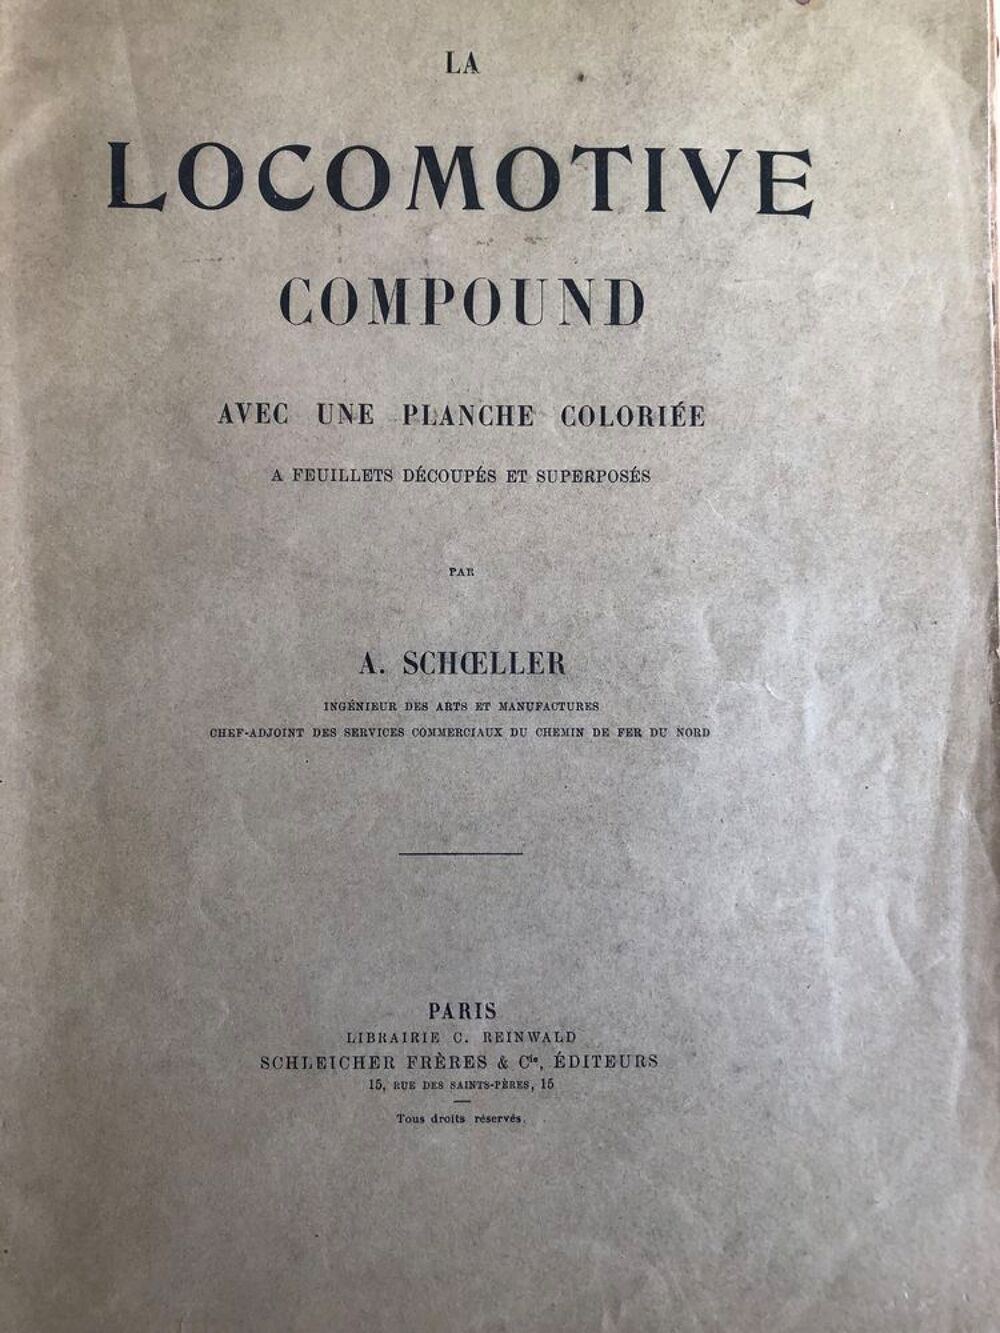 LA
LOCOMOTIVE
COMPOUND
AVEC UNE PLANCHE COLORIÉE
A FEUILLETS DÉCOUPÉS ET SUPERPOSÉS
PAR
A. SCHŒLLER
INGÉNIEUR DES ARTS ET MANUFACTURES
CHEF-ADJOINT DES SERVICES COMMERCIAUX DU CHEMIN DE FER DU NORD
PARIS
LIBRAIRIE C. REINWALD
SCHLEICHER FRÈRES & Cie, ÉDITEURS
15, RUE DES SAINTS-PÈRES, 15
Tous droits réservés.